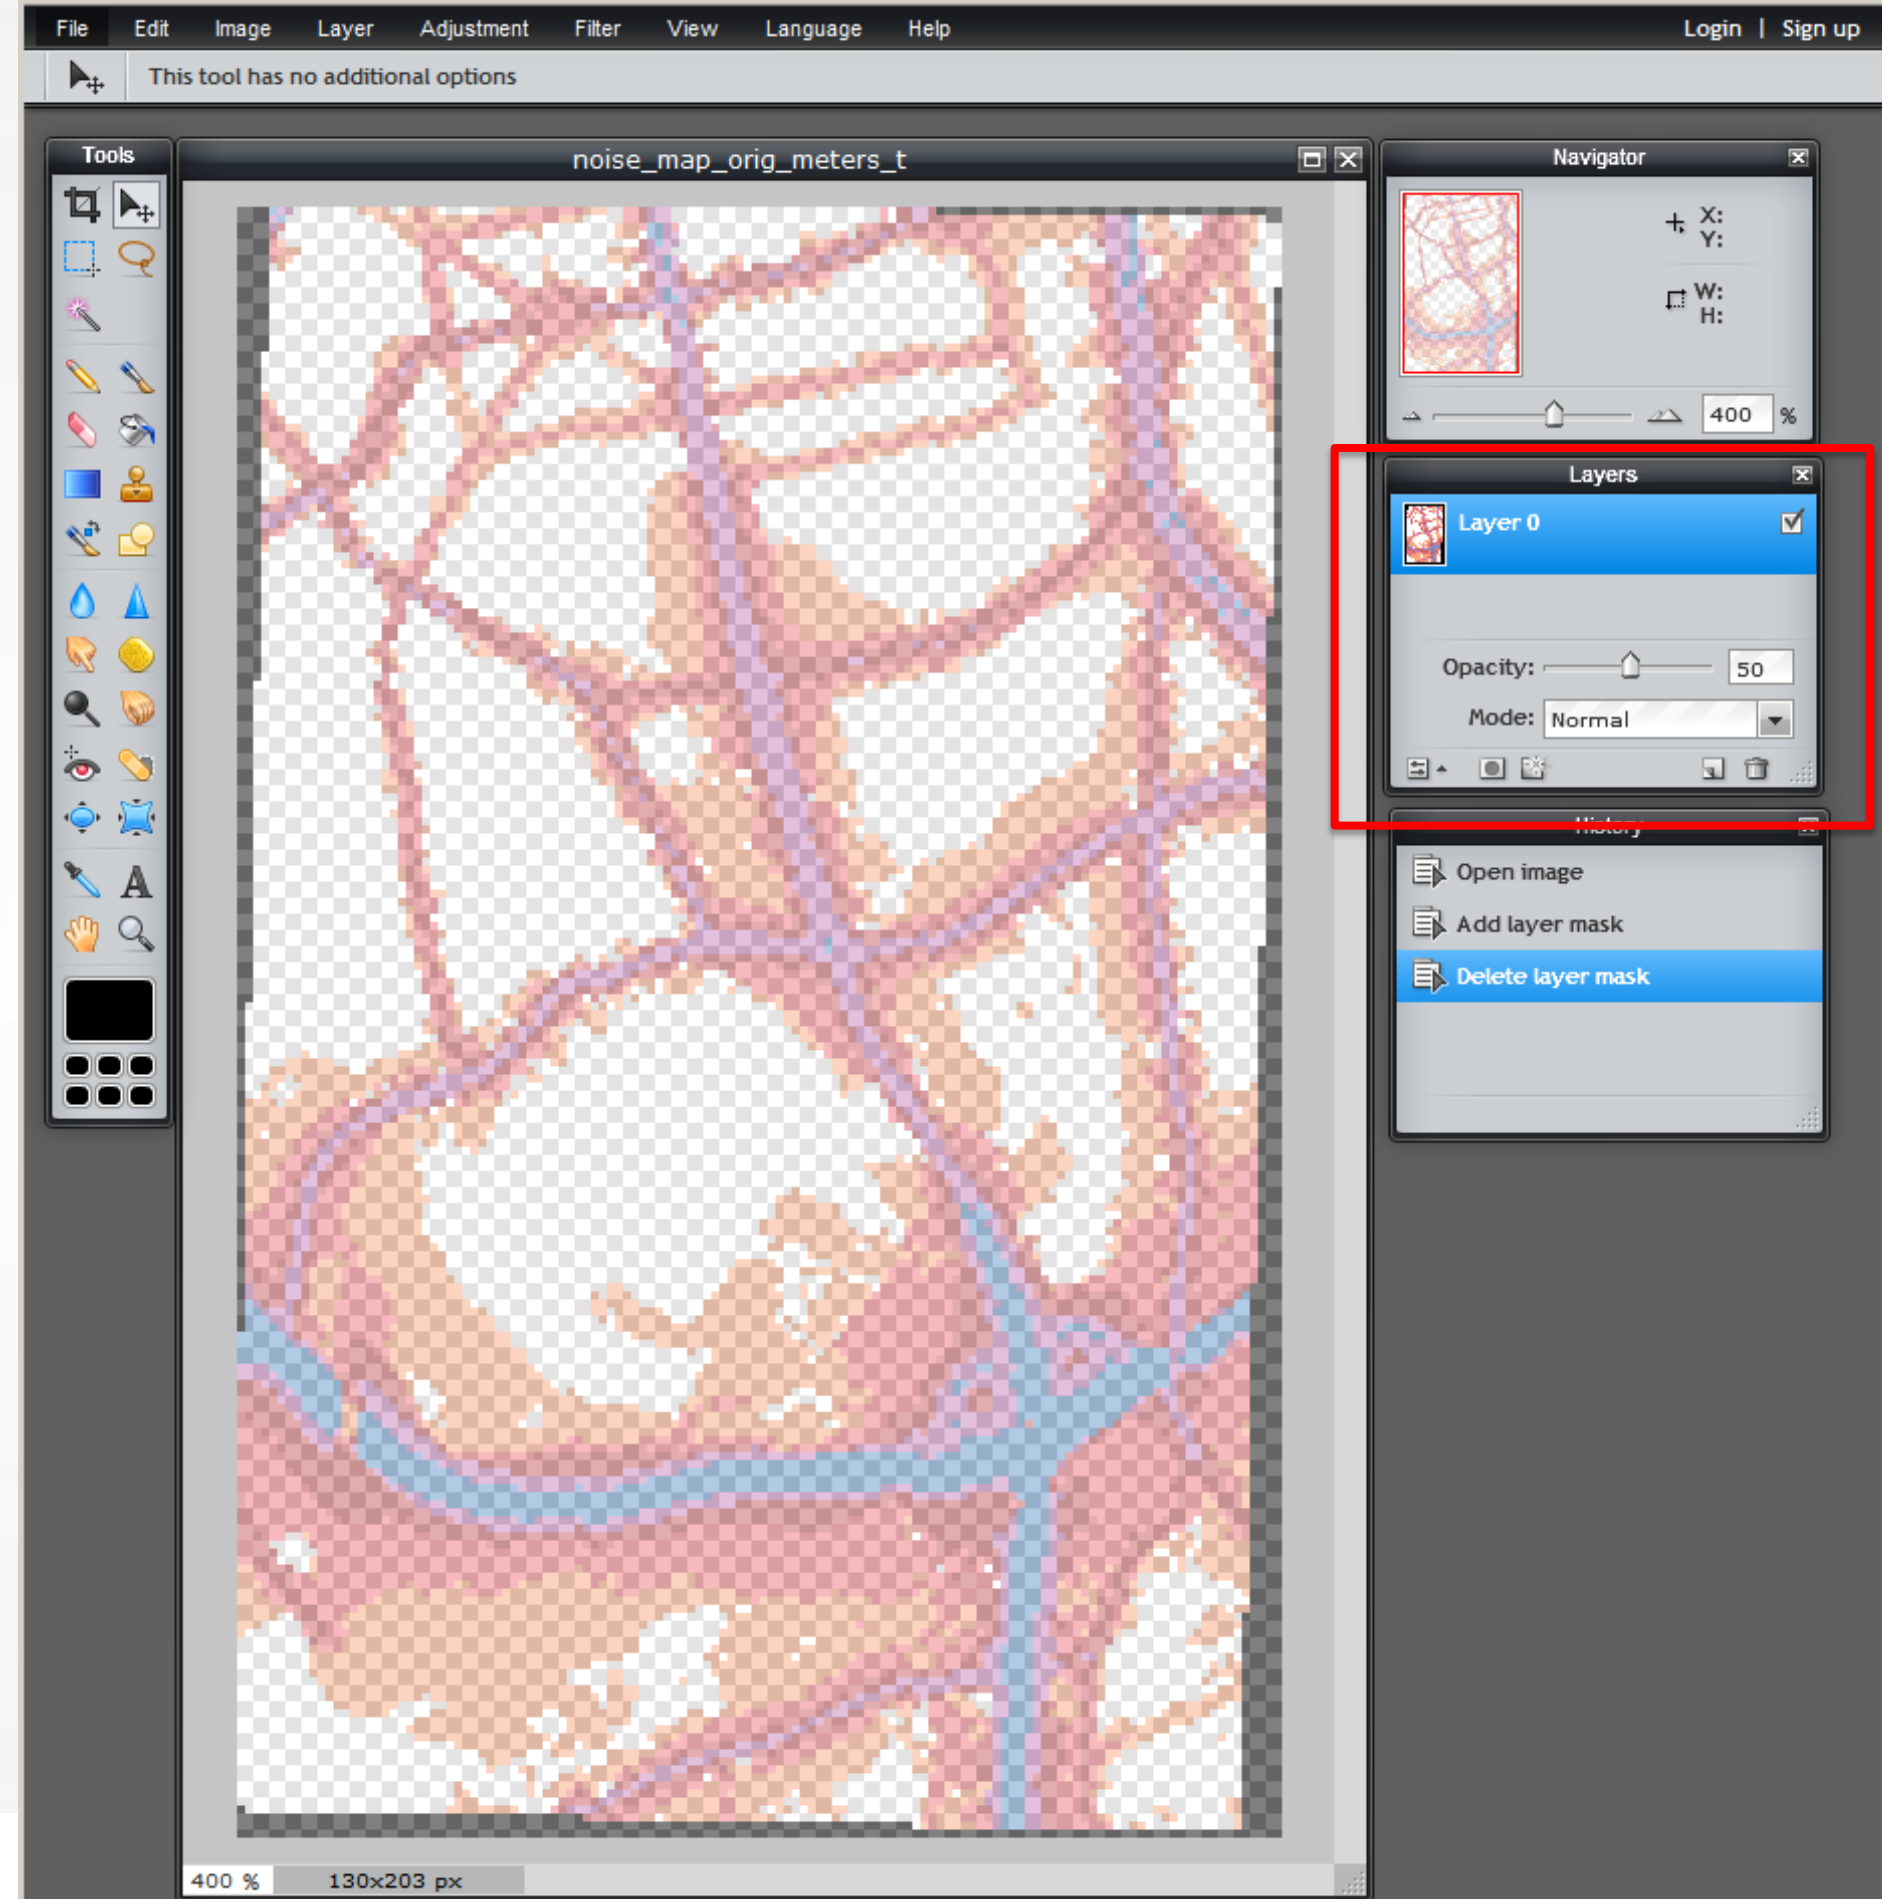 File Edit Image Layer Adjustment Filter View Language Help Login | Sign up
This tool has no additional options
Tools
noise_map_orig_meters_t
Navigator
X:
Y:
W:
H:
400 %
Layers
Layer 0
Opacity: 50
Mode: Normal
History
Open image
Add layer mask
Delete layer mask
A
400 % 130x203 px